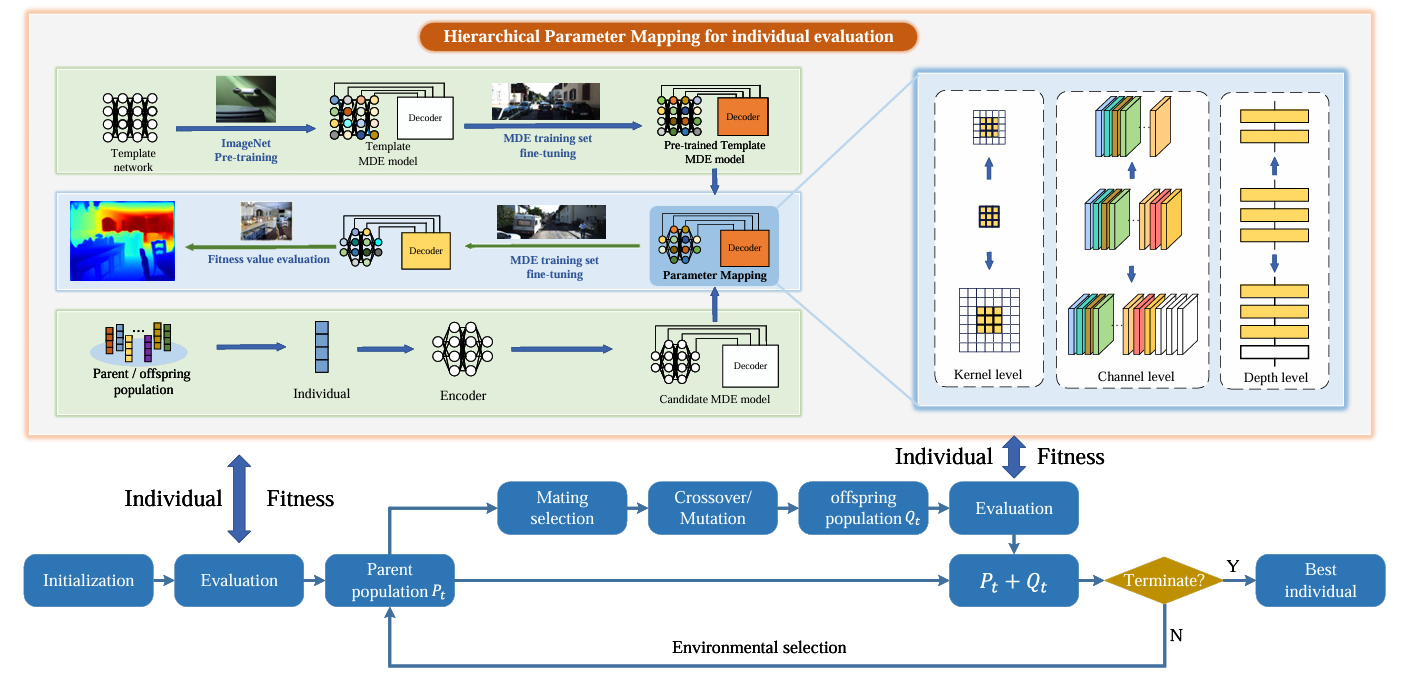 Hierarchical Parameter Mapping for individual evaluation
Template
network
ImageNet
Pre-training
Decoder
Template
MDE model
MDE training set
fine-tuning
Decoder
Pre-trained Template
MDE model
Fitness value evaluation
Decoder
MDE training set
fine-tuning
Decoder
Parameter Mapping
...
Parent / offspring
population
Individual
Encoder
Decoder
Candidate MDE model
...
...
...
Kernel level
Channel level
Depth level
Individual
Fitness
Individual
Fitness
Initialization
Evaluation
Parent
population P_t
Mating
selection
Crossover/
Mutation
offspring
population Q_t
Evaluation
P_t + Q_t
Terminate?
Y
Best
individual
N
Environmental selection